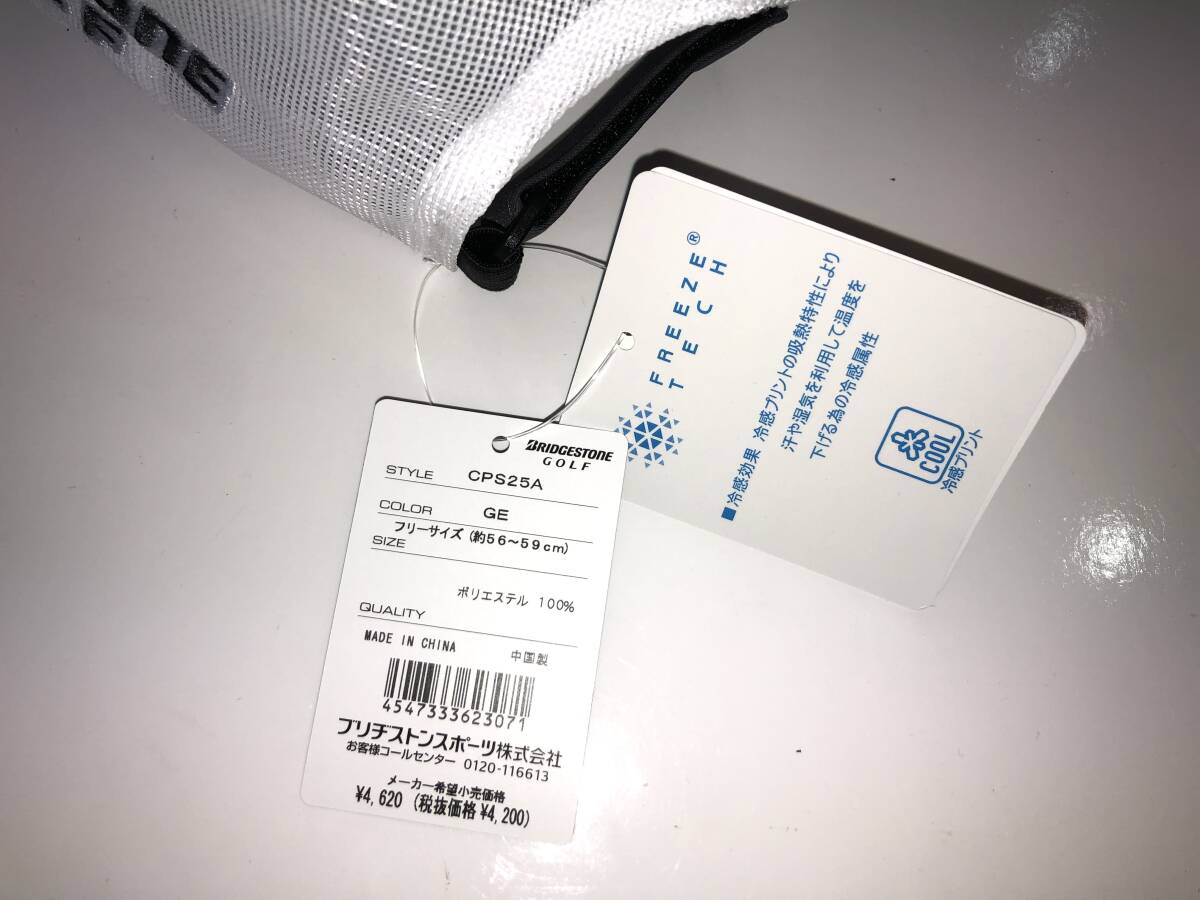 BRIDGESTONE
GOLF
STYLE CPS25A
COLOR GE
フリーサイズ (約56～59cm)
SIZE
ポリエステル 100%
QUALITY
MADE IN CHINA 中国製
4547333623071
ブリヂストンスポーツ株式会社
お客様コールセンター 0120-116613
メーカー希望小売価格
¥4,620 (税抜価格 ¥4,200)
FREEZE®
TECH
■冷感効果 冷感プリントの吸熱特性により
汗や湿気を利用して温度を
下げる為の冷感属性
COOL
冷感プリント